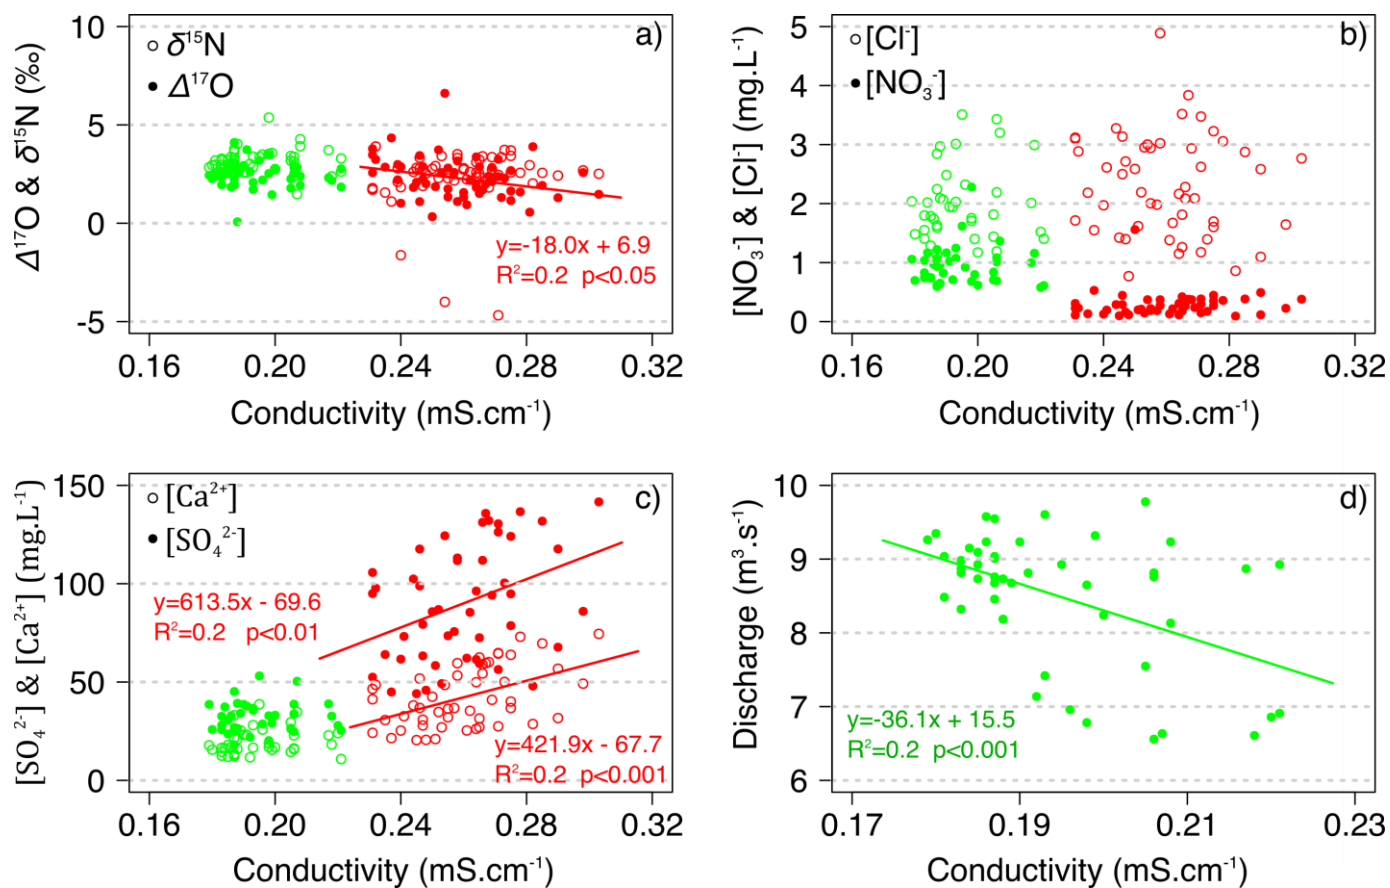 a)
δ¹⁵N
Δ¹⁷O
Δ¹⁷O & δ¹⁵N (‰)
10
5
0
-5
y=-18.0x + 6.9
R²=0.2 p<0.05
0.16 0.20 0.24 0.28 0.32
Conductivity (mS.cm⁻¹)
b)
[Cl⁻]
[NO₃⁻]
[NO₃⁻] & [Cl⁻] (mg.L⁻¹)
5
4
3
2
1
0
0.16 0.20 0.24 0.28 0.32
Conductivity (mS.cm⁻¹)
c)
[Ca²⁺]
[SO₄²⁻]
[SO₄²⁻] & [Ca²⁺] (mg.L⁻¹)
150
100
50
0
y=613.5x - 69.6
R²=0.2 p<0.01
y=421.9x - 67.7
R²=0.2 p<0.001
0.16 0.20 0.24 0.28 0.32
Conductivity (mS.cm⁻¹)
d)
Discharge (m³.s⁻¹)
10
9
8
7
6
y=-36.1x + 15.5
R²=0.2 p<0.001
0.17 0.19 0.21 0.23
Conductivity (mS.cm⁻¹)